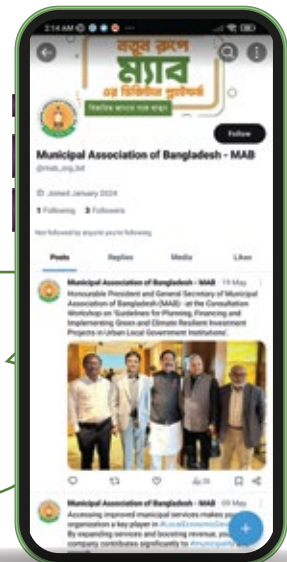 2:14 AM
নতুন রূপে
ম্যাব
এর ডিজিটাল প্ল্যাটফর্ম
বিস্তারিত জানতে সঙ্গে থাকুন
Follow
Municipal Association of Bangladesh - MAB
@mab_org_bd
Joined January 2024
1 Following 3 Followers
Not followed by anyone you're following
Posts Replies Media Likes
Municipal Association of Bangladesh - MAB 19 May
Honourable President and General Secretary of Municipal
Association of Bangladesh (MAB) - at the Consultation
Workshop on 'Guidelines for Planning, Financing and
Implementing Green and Climate Resilient Investment
Projects in Urban Local Government Institutions'.
Municipal Association of Bangladesh - MAB 09 May
Accessing improved municipal services makes your
organization a key player in #LocalEconomicDev
By expanding services and boosting revenue, your
company contributes significantly to #municipality